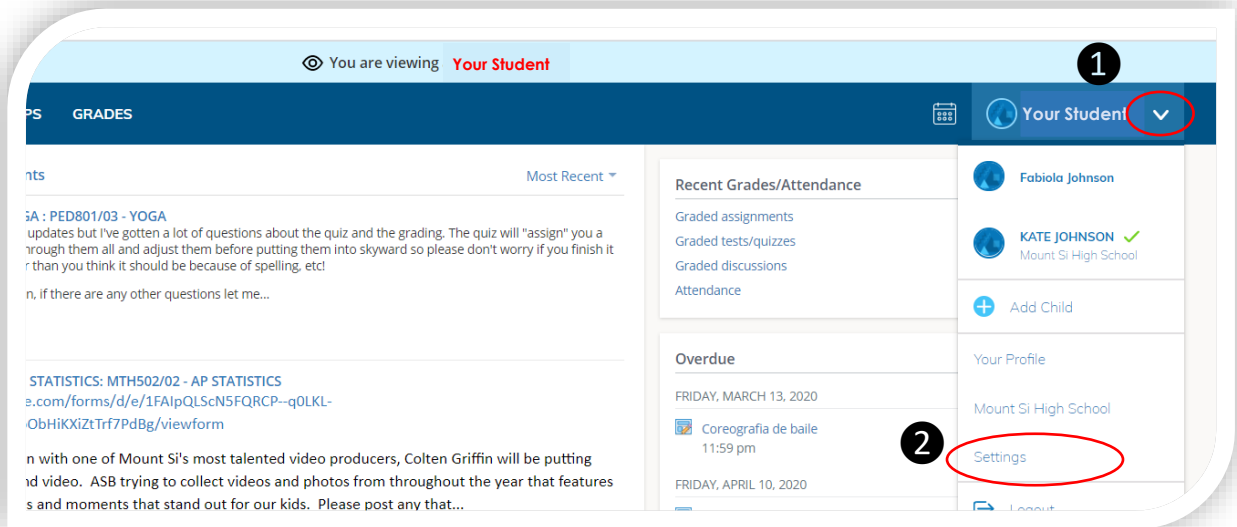 You are viewing Your Student
1
PS GRADES
Your Student
nts Most Recent
GA : PED801/03 - YOGA
updates but I've gotten a lot of questions about the quiz and the grading. The quiz will "assign" you a
hrough them all and adjust them before putting them into skyward so please don't worry if you finish it
r than you think it should be because of spelling, etc!
n, if there are any other questions let me...
STATISTICS: MTH502/02 - AP STATISTICS
e.com/forms/d/e/1FAIpQLScN5FQRCP--q0LKL-
ObHiKXiZtTrf7PdBg/viewform
n with one of Mount Si's most talented video producers, Colten Griffin will be putting
nd video. ASB trying to collect videos and photos from throughout the year that features
s and moments that stand out for our kids. Please post any that...
Recent Grades/Attendance
Graded assignments
Graded tests/quizzes
Graded discussions
Attendance
Overdue
FRIDAY, MARCH 13, 2020
Coreografia de baile
11:59 pm
FRIDAY, APRIL 10, 2020
Fabiola Johnson
KATE JOHNSON
Mount Si High School
Add Child
Your Profile
Mount Si High School
2
Settings
Logout